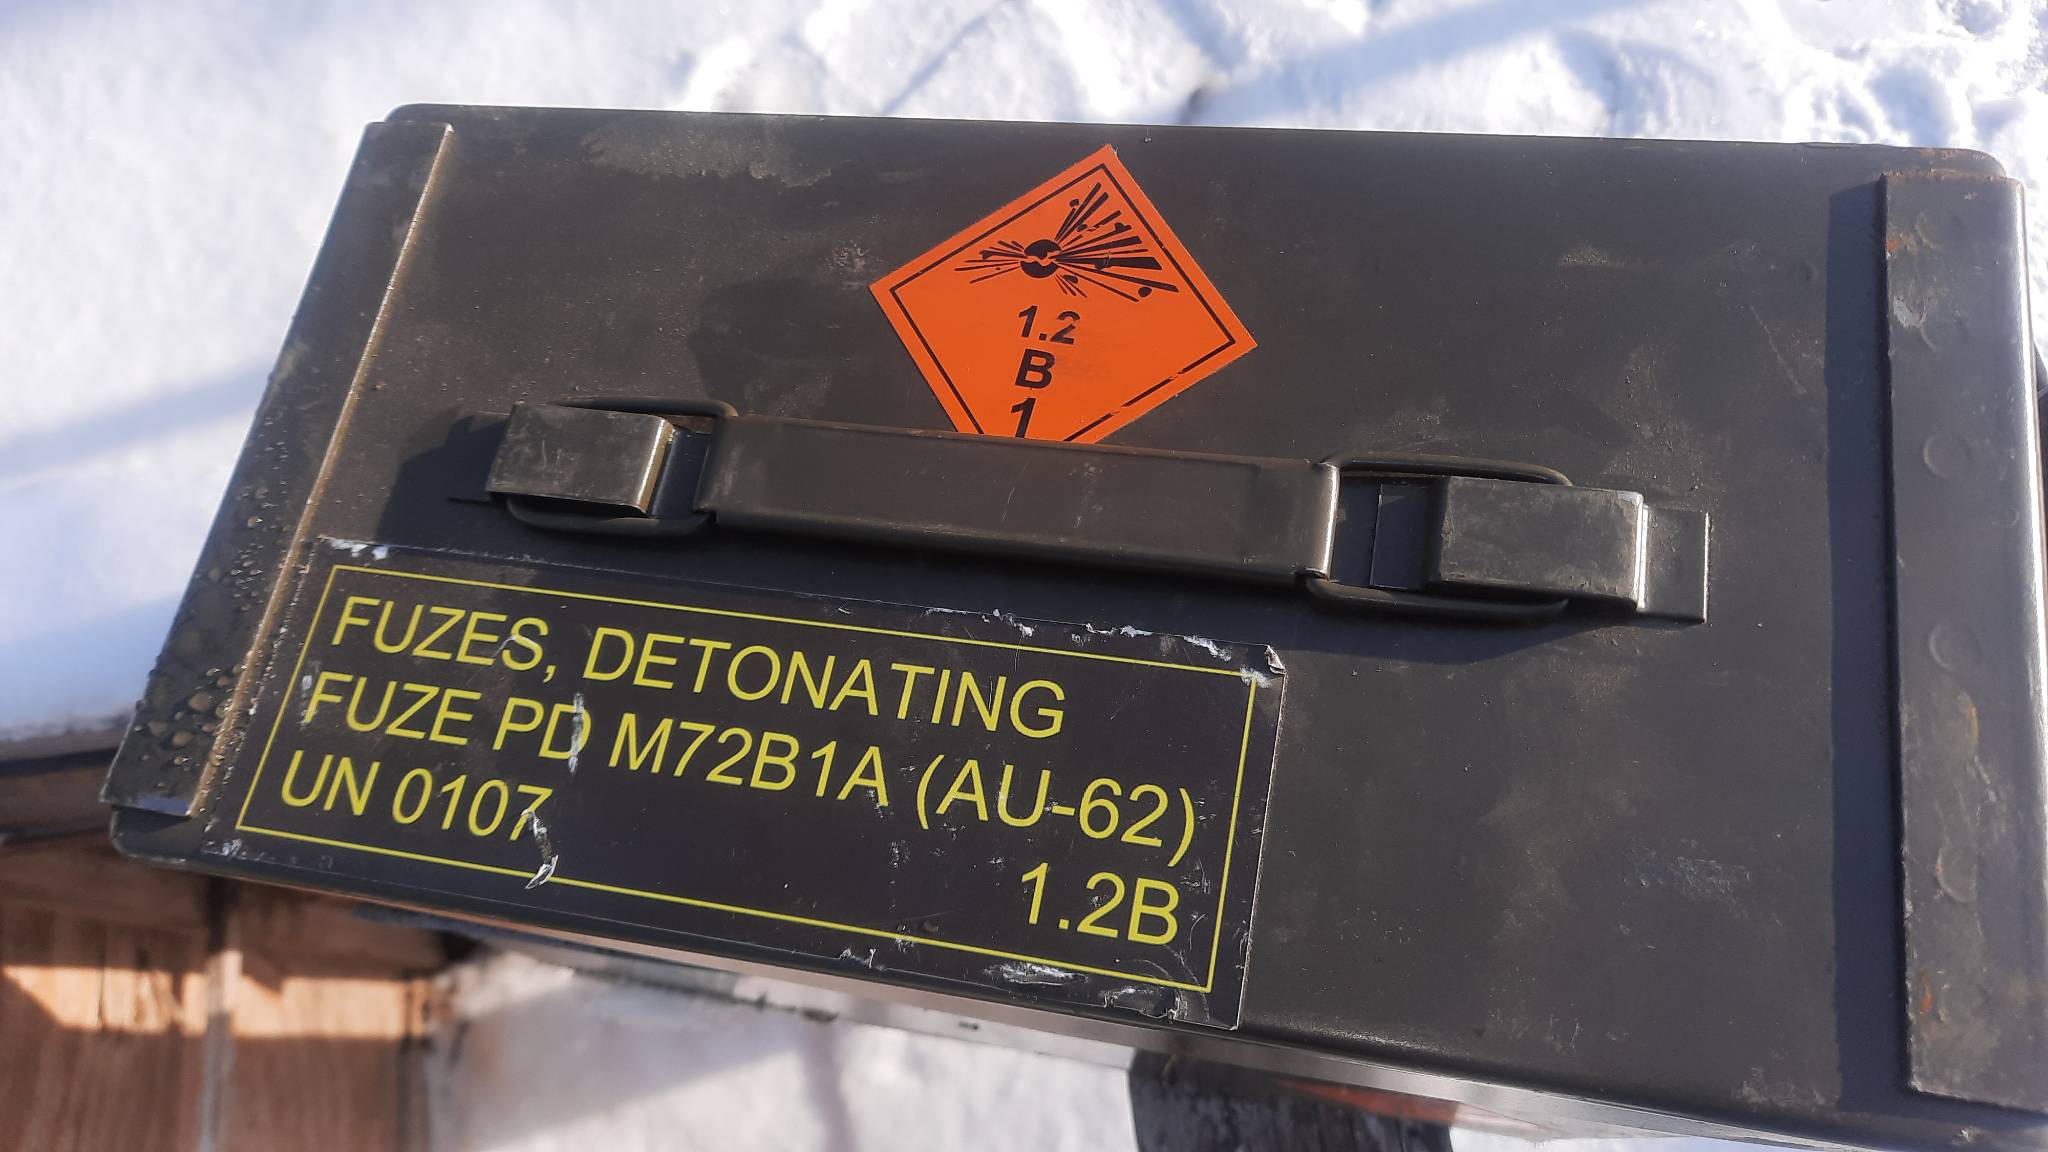 1.2
B
1
FUZES, DETONATING
FUZE PD M72B1A (AU-62)
UN 0107
1.2B